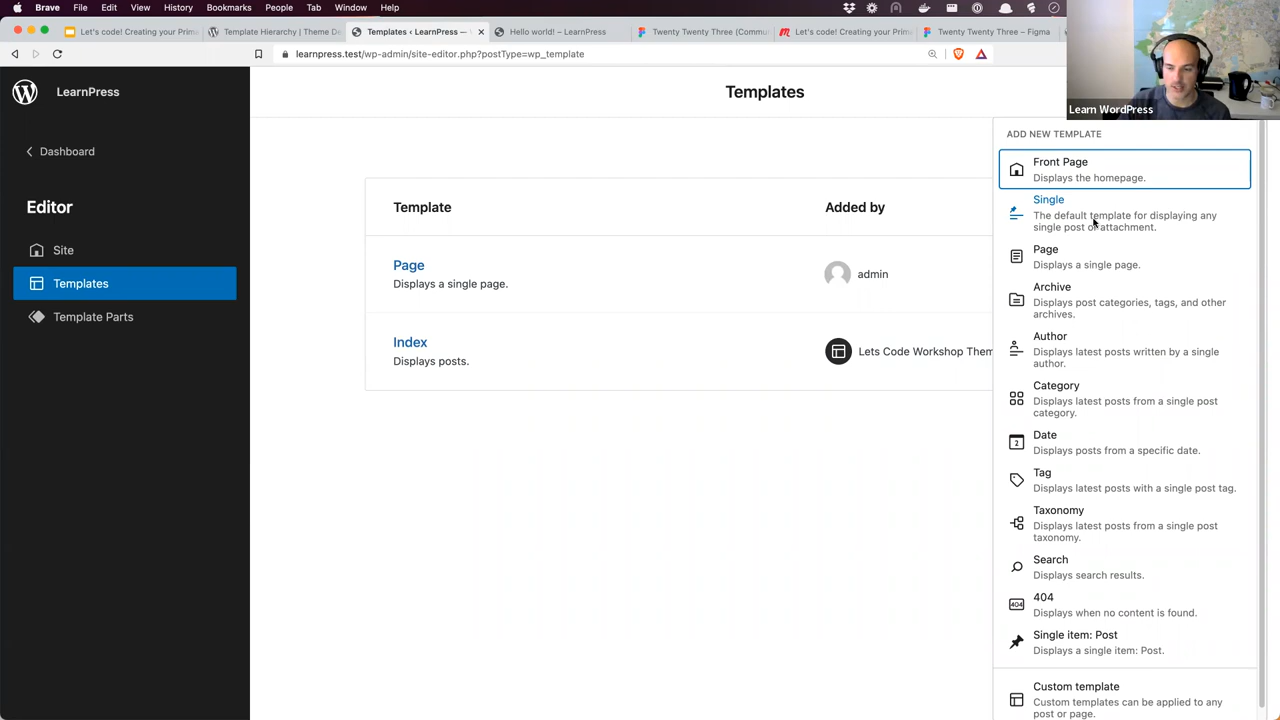 Brave File Edit View History Bookmarks People Tab Window Help
Let's code! Creating your Prim
Template Hierarchy | Theme De
Templates ‹ LearnPress —
Hello world! – LearnPress
Twenty Twenty Three (Commu
Let's code! Creating your Prim
Twenty Twenty Three – Figma
learnpress.test/wp-admin/site-editor.php?postType=wp_template
LearnPress
Dashboard
Editor
Site
Templates
Template Parts
Templates
Template
Added by
Page
Displays a single page.
admin
Index
Displays posts.
Lets Code Workshop Them
Learn WordPress
ADD NEW TEMPLATE
Front Page
Displays the homepage.
Single
The default template for displaying any
single post or attachment.
Page
Displays a single page.
Archive
Displays post categories, tags, and other
archives.
Author
Displays latest posts written by a single
author.
Category
Displays latest posts from a single post
category.
2
Date
Displays posts from a specific date.
Tag
Displays latest posts with a single post tag.
Taxonomy
Displays latest posts from a single post
taxonomy.
Search
Displays search results.
404
404
Displays when no content is found.
Single item: Post
Displays a single item: Post.
Custom template
Custom templates can be applied to any
post or page.